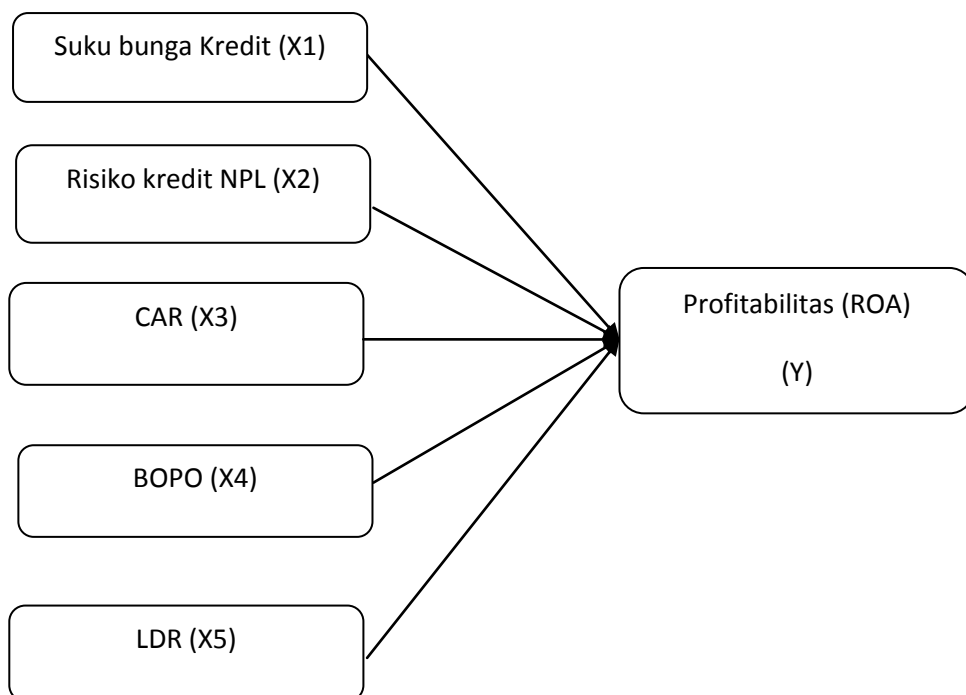 Suku bunga Kredit (X1)
Risiko kredit NPL (X2)
CAR (X3)
BOPO (X4)
LDR (X5)
Profitabilitas (ROA)
(Y)